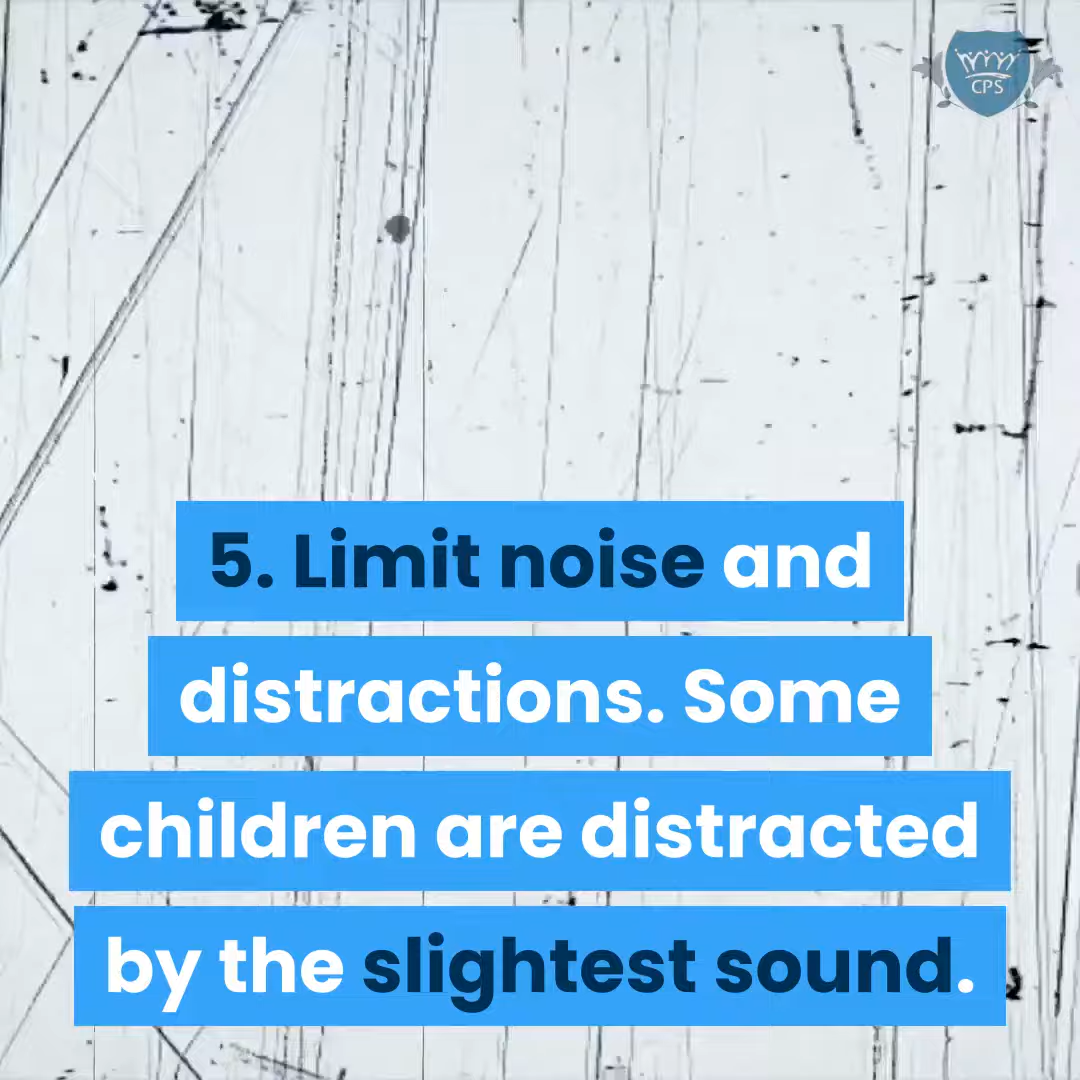 CPS
5. Limit noise and
distractions. Some
children are distracted
by the slightest sound.